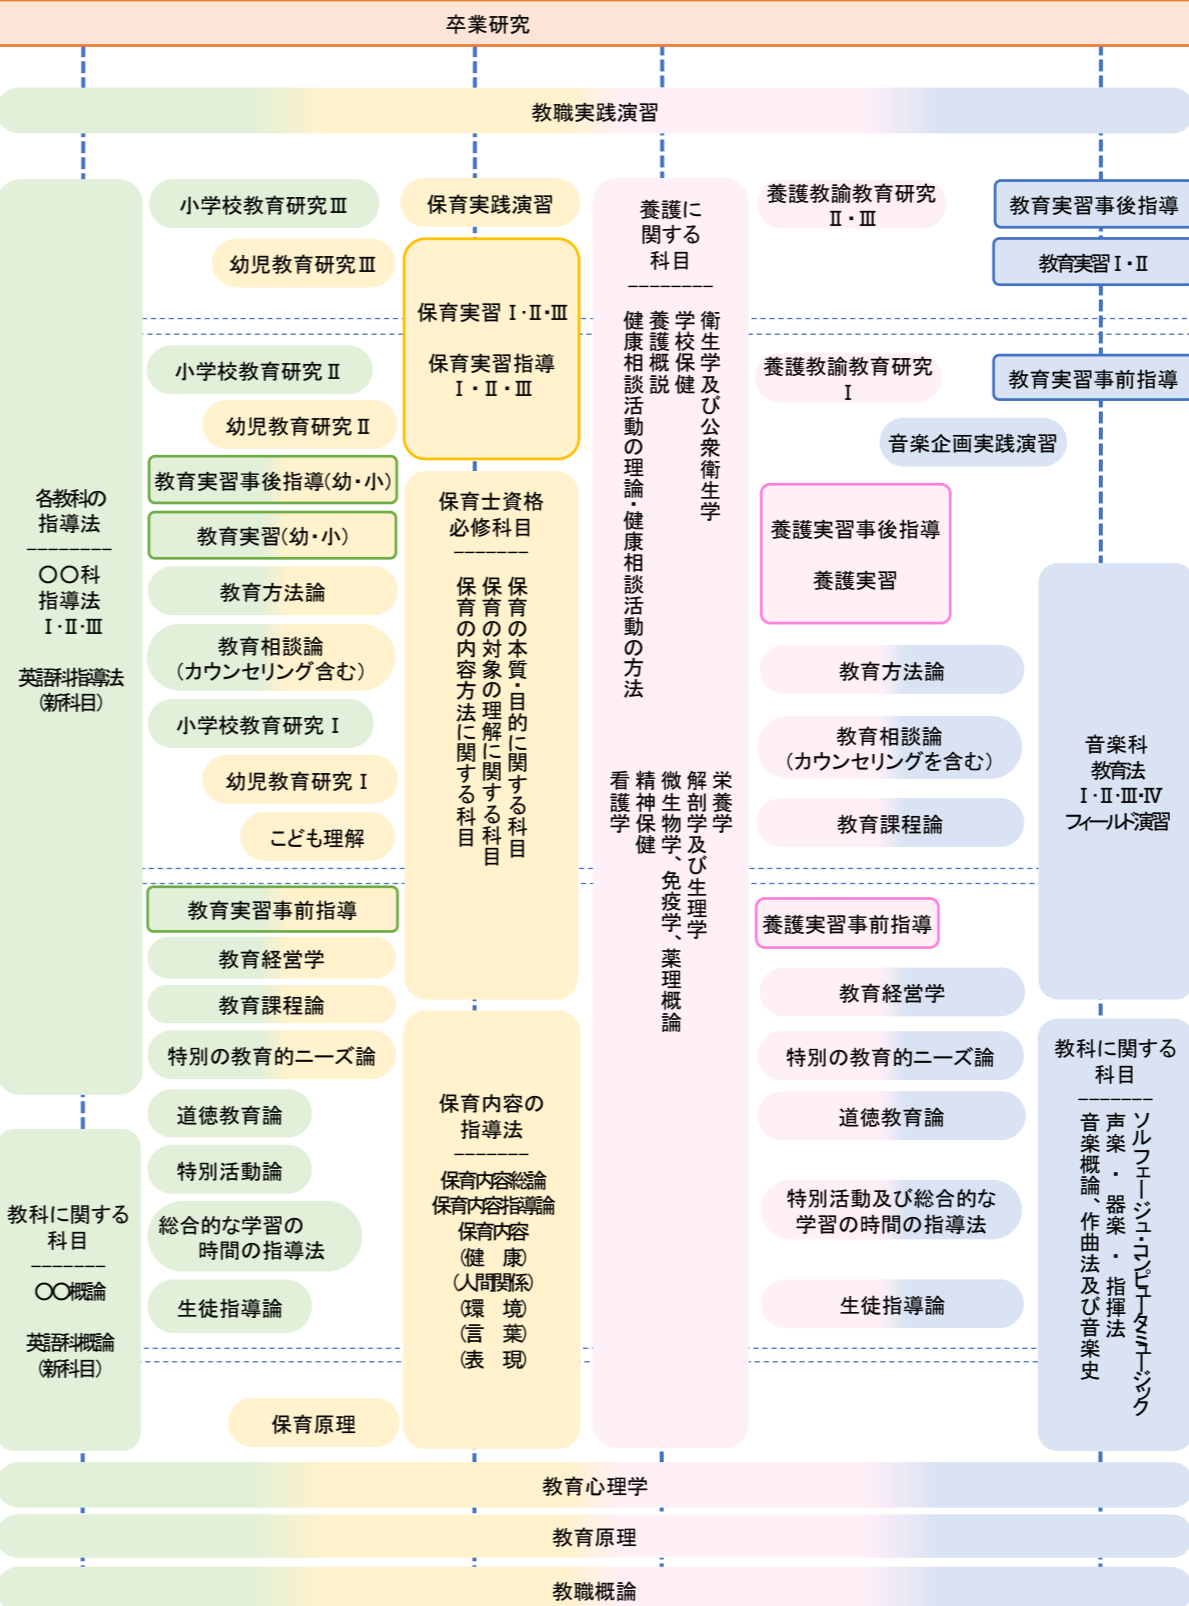 卒業研究
教職実践演習
各教科の
指導法
--------
〇〇科
指導法
Ⅰ･Ⅱ･Ⅲ
英語科指導法
(新科目)
教科に関する
科目
-------
〇〇概論
英語科概論
(新科目)
小学校教育研究Ⅲ
幼児教育研究Ⅲ
小学校教育研究Ⅱ
幼児教育研究Ⅱ
教育実習事後指導(幼・小)
教育実習(幼・小)
教育方法論
教育相談論
(カウンセリング含む)
小学校教育研究Ⅰ
幼児教育研究Ⅰ
こども理解
教育実習事前指導
教育経営学
教育課程論
特別の教育的ニーズ論
道徳教育論
特別活動論
総合的な学習の
時間の指導法
生徒指導論
保育原理
保育実践演習
保育実習Ⅰ･Ⅱ･Ⅲ
保育実習指導
Ⅰ・Ⅱ・Ⅲ
保育士資格
必修科目
-------
保育の本質・目的に関する科目
保育の対象の理解に関する科目
保育の内容方法に関する科目
保育内容の
指導法
-------
保育内容総論
保育内容指導論
保育内容
(健　康)
(人間関係)
(環　境)
(言　葉)
(表　現)
養護に
関する
科目
--------
衛生学及び公衆衛生学
学校保健
養護概説
健康相談活動の理論・健康相談活動の方法
栄養学
解剖学及び生理学
微生物学、免疫学、薬理概論
精神保健
看護学
養護教諭教育研究
Ⅱ・Ⅲ
養護教諭教育研究
Ⅰ
音楽企画実践演習
養護実習事後指導
養護実習
教育方法論
教育相談論
(カウンセリングを含む)
教育課程論
養護実習事前指導
教育経営学
特別の教育的ニーズ論
道徳教育論
特別活動及び総合的な
学習の時間の指導法
生徒指導論
教育実習事後指導
教育実習Ⅰ・Ⅱ
教育実習事前指導
音楽科
教育法
Ⅰ･Ⅱ･Ⅲ･Ⅳ
フィールド演習
教科に関する
科目
-------
ソルフェージュ・コンピュータミュージック
声楽・器楽・指揮法
音楽概論、作曲法及び音楽史
教育心理学
教育原理
教職概論